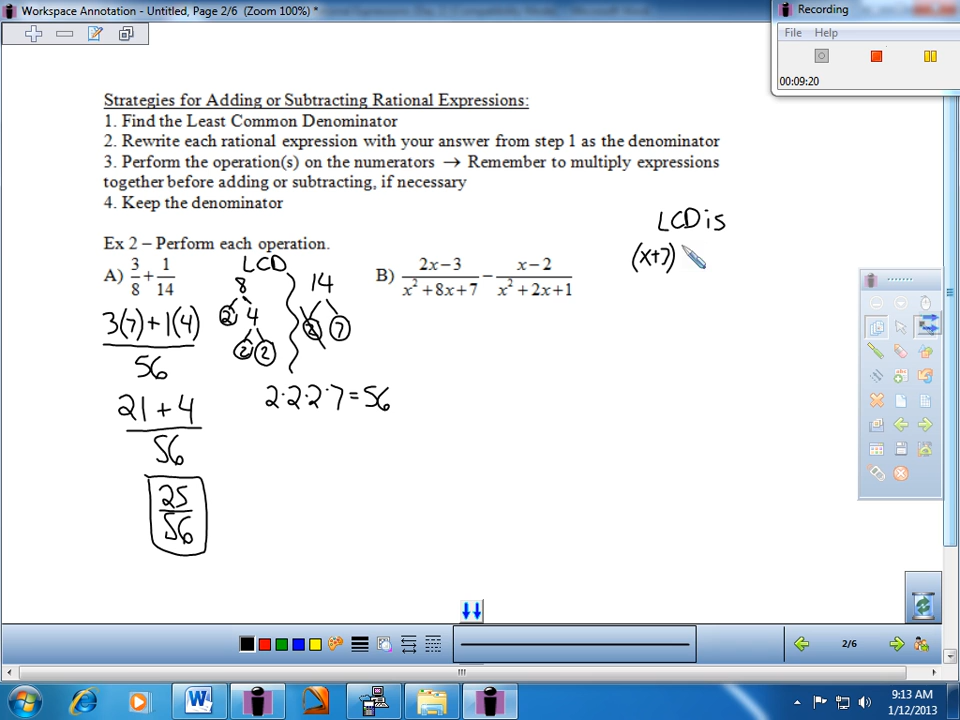 Workspace Annotation - Untitled, Page 2/6 (Zoom 100%) *
Recording
File Help
00:09:20
Strategies for Adding or Subtracting Rational Expressions:
1. Find the Least Common Denominator
2. Rewrite each rational expression with your answer from step 1 as the denominator
3. Perform the operation(s) on the numerators → Remember to multiply expressions
together before adding or subtracting, if necessary
4. Keep the denominator
LCD is
(x+7)
Ex 2 – Perform each operation.
A) 3/8 + 1/14
LCD
8
2 4
2 2
14
2 7
2·2·2·7=56
3(7)+1(4)
56
21+4
56
25
56
B) (2x−3)/(x²+8x+7) − (x−2)/(x²+2x+1)
2/6
9:13 AM
1/12/2013